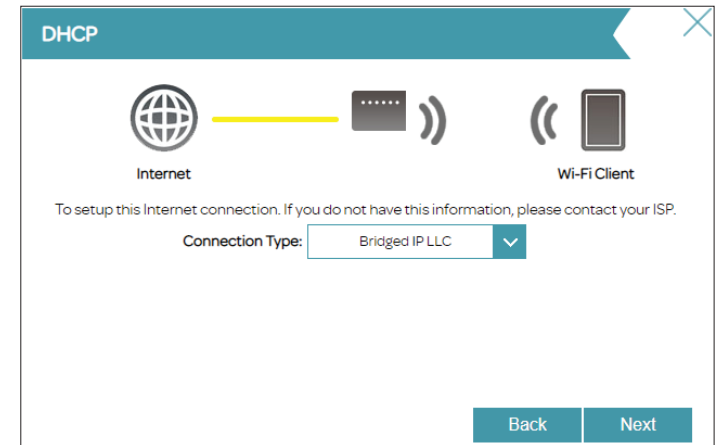 DHCP
Internet
Wi-Fi Client
To setup this Internet connection. If you do not have this information, please contact your ISP.
Connection Type: Bridged IP LLC
Back Next